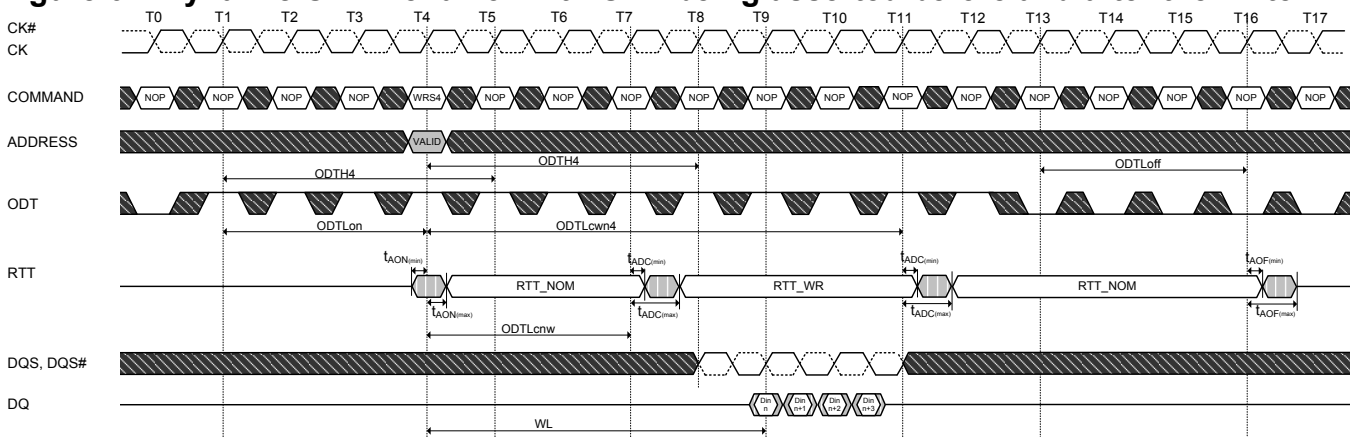 T0 T1 T2 T3 T4 T5 T6 T7 T8 T9 T10 T11 T12 T13 T14 T15 T16 T17
CK#
CK
COMMAND NOP NOP NOP NOP WRS4 NOP NOP NOP NOP NOP NOP NOP NOP NOP NOP NOP NOP NOP
ADDRESS VALID
ODTH4 ODTLoff
ODTH4
ODT
ODTLon ODTLcwn4
tAON(min) tADC(min) tADC(min) tAOF(min)
RTT RTT_NOM RTT_WR RTT_NOM
tAON(max) tADC(max) tADC(max) tAOF(max)
ODTLcnw
DQS, DQS#
DQ Din n Din n+1 Din n+2 Din n+3
WL